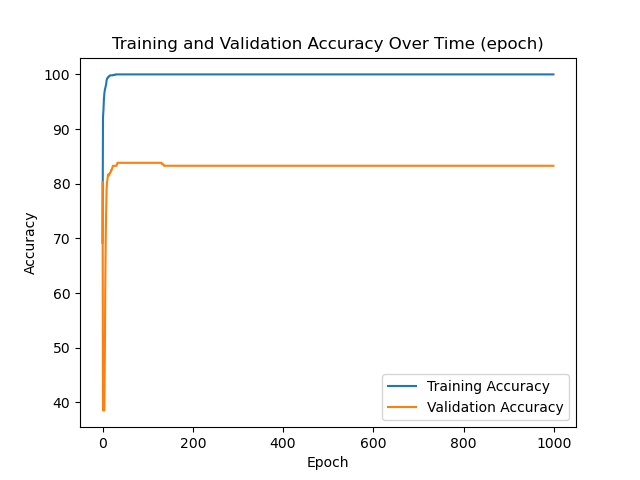 Training and Validation Accuracy Over Time (epoch)
100
90
80
70
60
50
40
Accuracy
Training Accuracy
Validation Accuracy
0
200
400
600
800
1000
Epoch